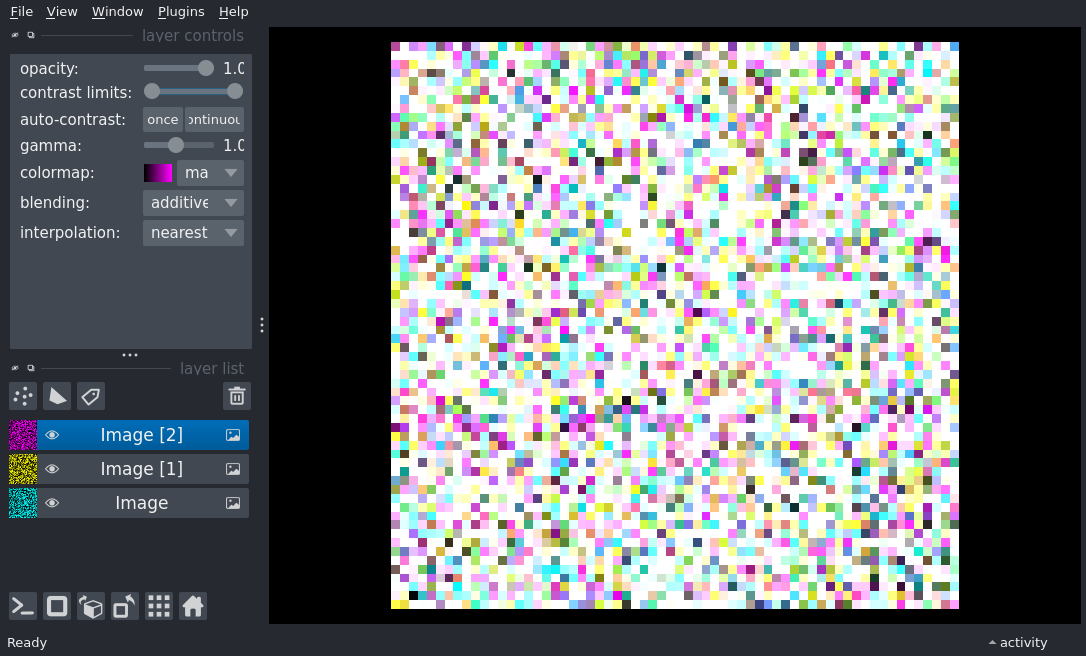 File View Window Plugins Help
layer controls
opacity: 1.0
contrast limits:
auto-contrast: once ontinuou
gamma: 1.0
colormap: ma
blending: additive
interpolation: nearest
layer list
Image [2]
Image [1]
Image
Ready
activity